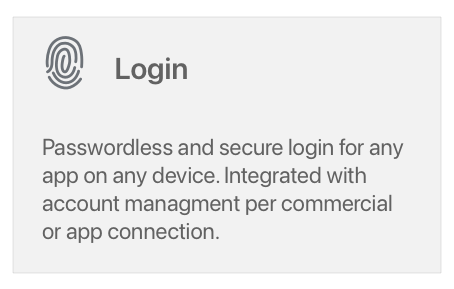 Login
Passwordless and secure login for any
app on any device. Integrated with
account managment per commercial
or app connection.